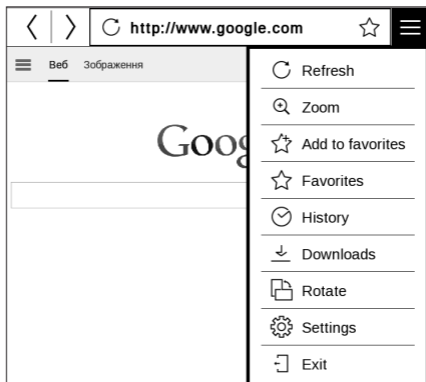 http://www.google.com
Веб Зображення
Goog
Refresh
Zoom
Add to favorites
Favorites
History
Downloads
Rotate
Settings
Exit